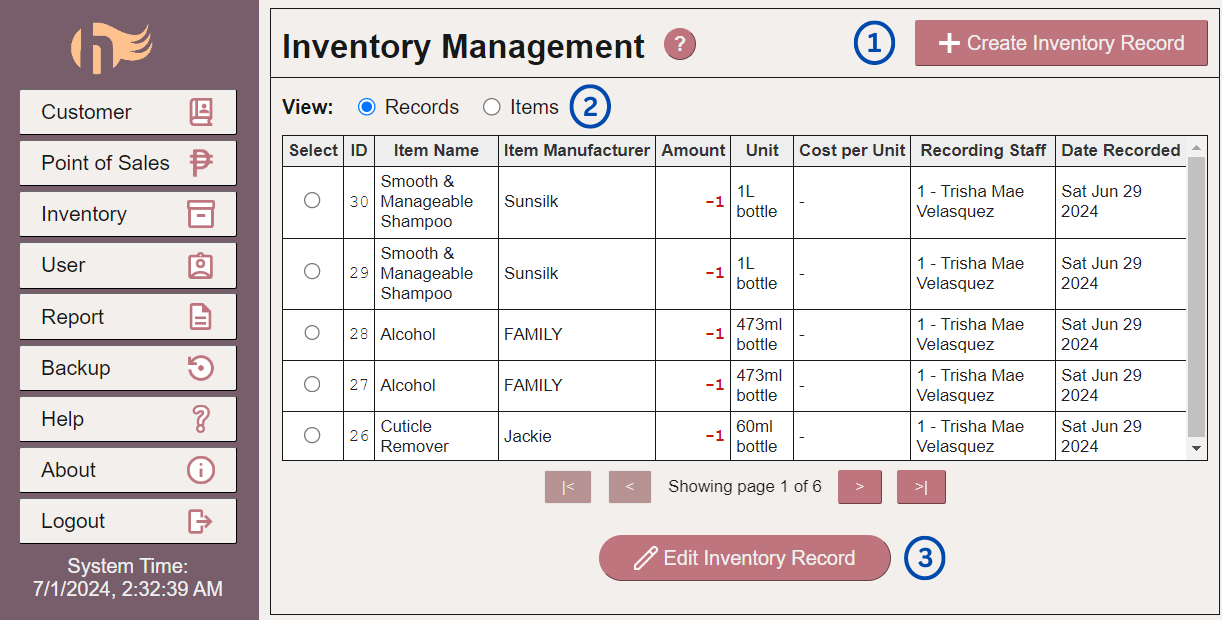 Customer
Point of Sales
Inventory
User
Report
Backup
Help
About
Logout
System Time:
7/1/2024, 2:32:39 AM
Inventory Management ?
1
+ Create Inventory Record
View: Records Items 2
Select ID Item Name Item Manufacturer Amount Unit Cost per Unit Recording Staff Date Recorded
30 Smooth & Manageable Shampoo Sunsilk -1 1L bottle - 1 - Trisha Mae Velasquez Sat Jun 29 2024
29 Smooth & Manageable Shampoo Sunsilk -1 1L bottle - 1 - Trisha Mae Velasquez Sat Jun 29 2024
28 Alcohol FAMILY -1 473ml bottle - 1 - Trisha Mae Velasquez Sat Jun 29 2024
27 Alcohol FAMILY -1 473ml bottle - 1 - Trisha Mae Velasquez Sat Jun 29 2024
26 Cuticle Remover Jackie -1 60ml bottle - 1 - Trisha Mae Velasquez Sat Jun 29 2024
|< < Showing page 1 of 6 > >|
Edit Inventory Record 3